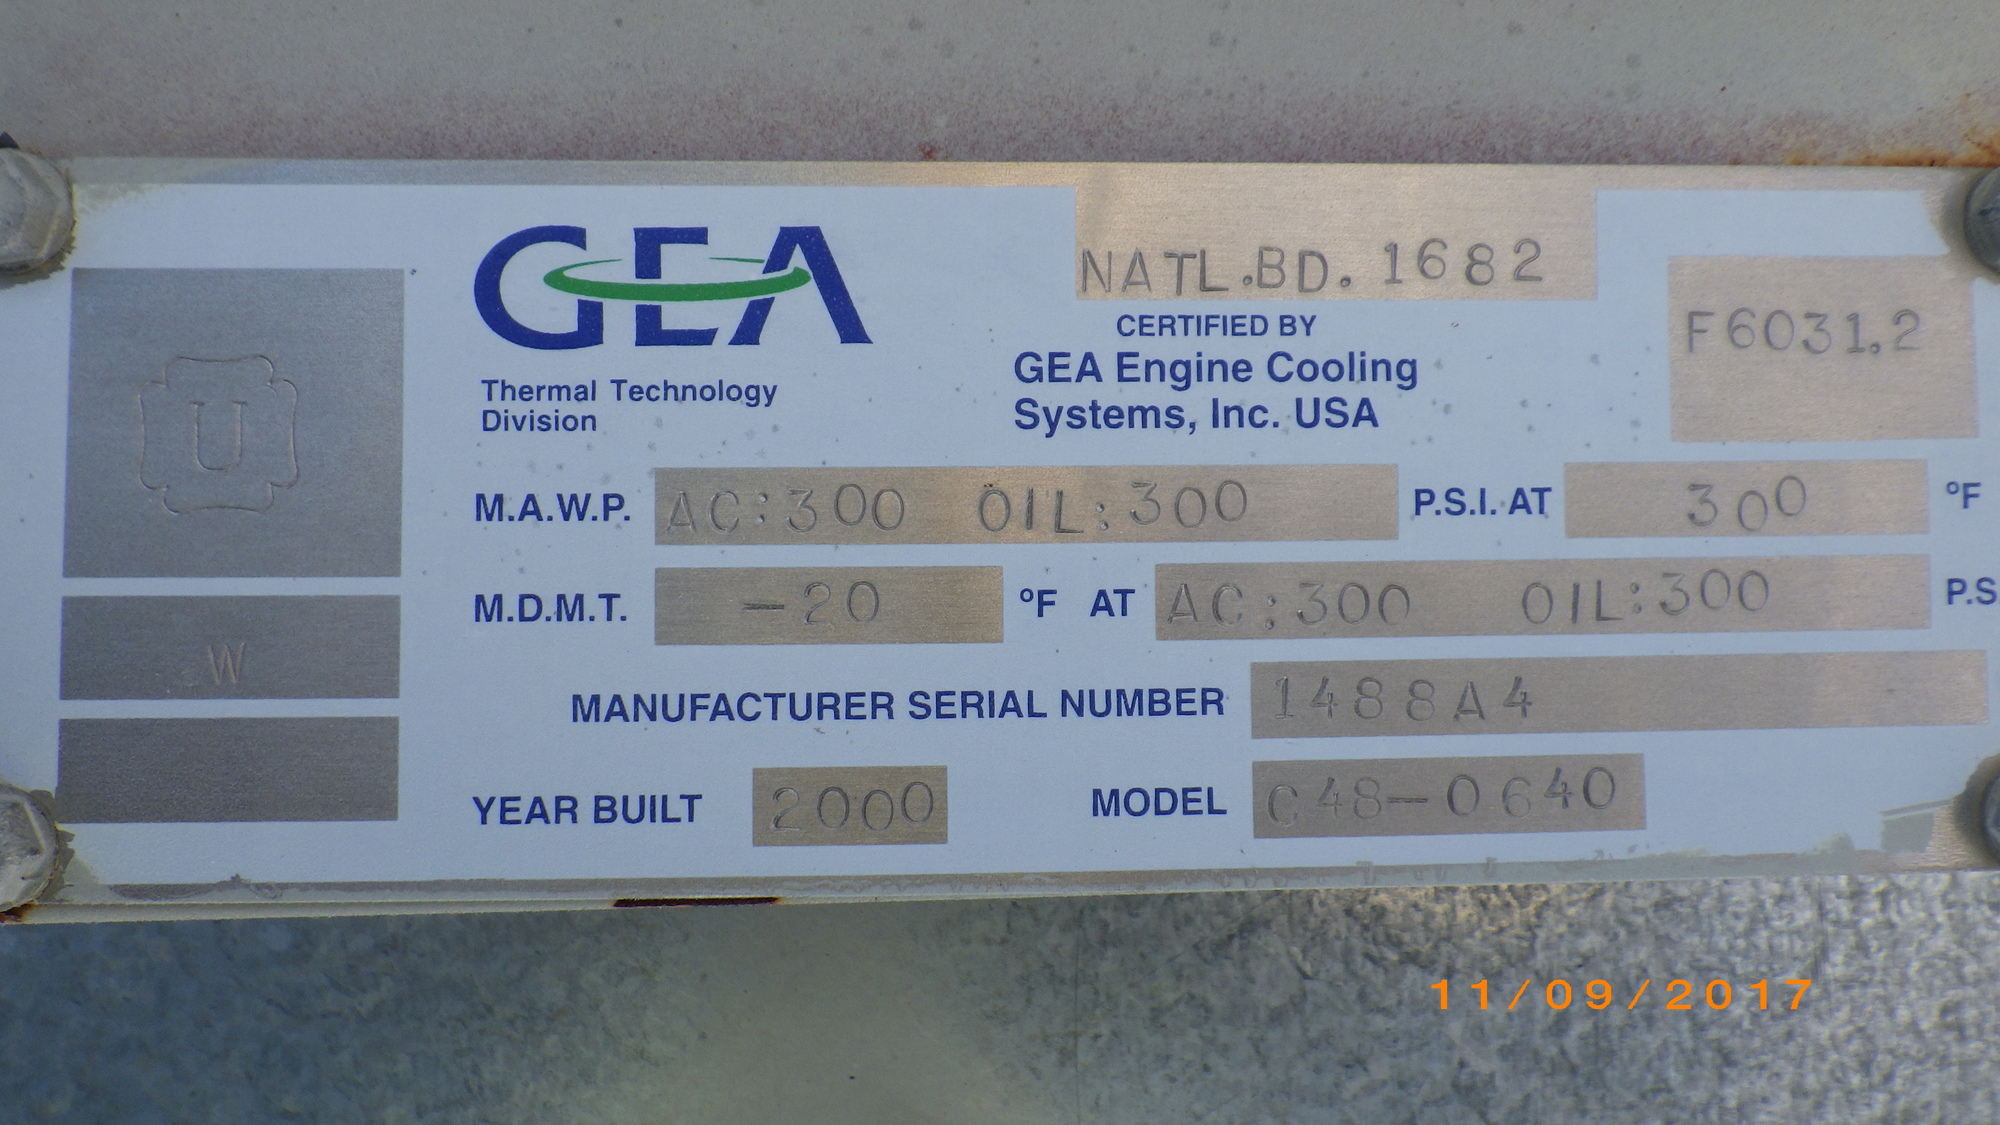 GEA
Thermal Technology
Division
NATL.BD. 1682
CERTIFIED BY
GEA Engine Cooling
Systems, Inc. USA
F6031.2
U
W
M.A.W.P. AC:300 OIL:300 P.S.I. AT 300 °F
M.D.M.T. -20 °F AT AC:300 OIL:300 P.S
MANUFACTURER SERIAL NUMBER 1488A4
YEAR BUILT 2000 MODEL C48-0640
11/09/2017